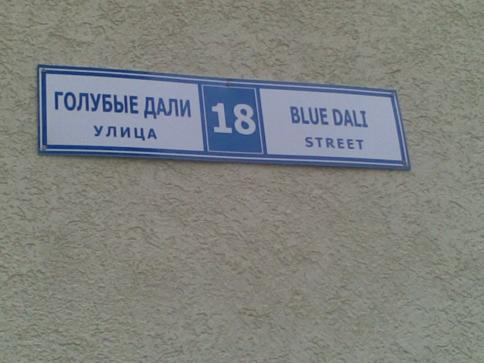 ГОЛУБЫЕ ДАЛИ
УЛИЦА
18
BLUE DALI
STREET